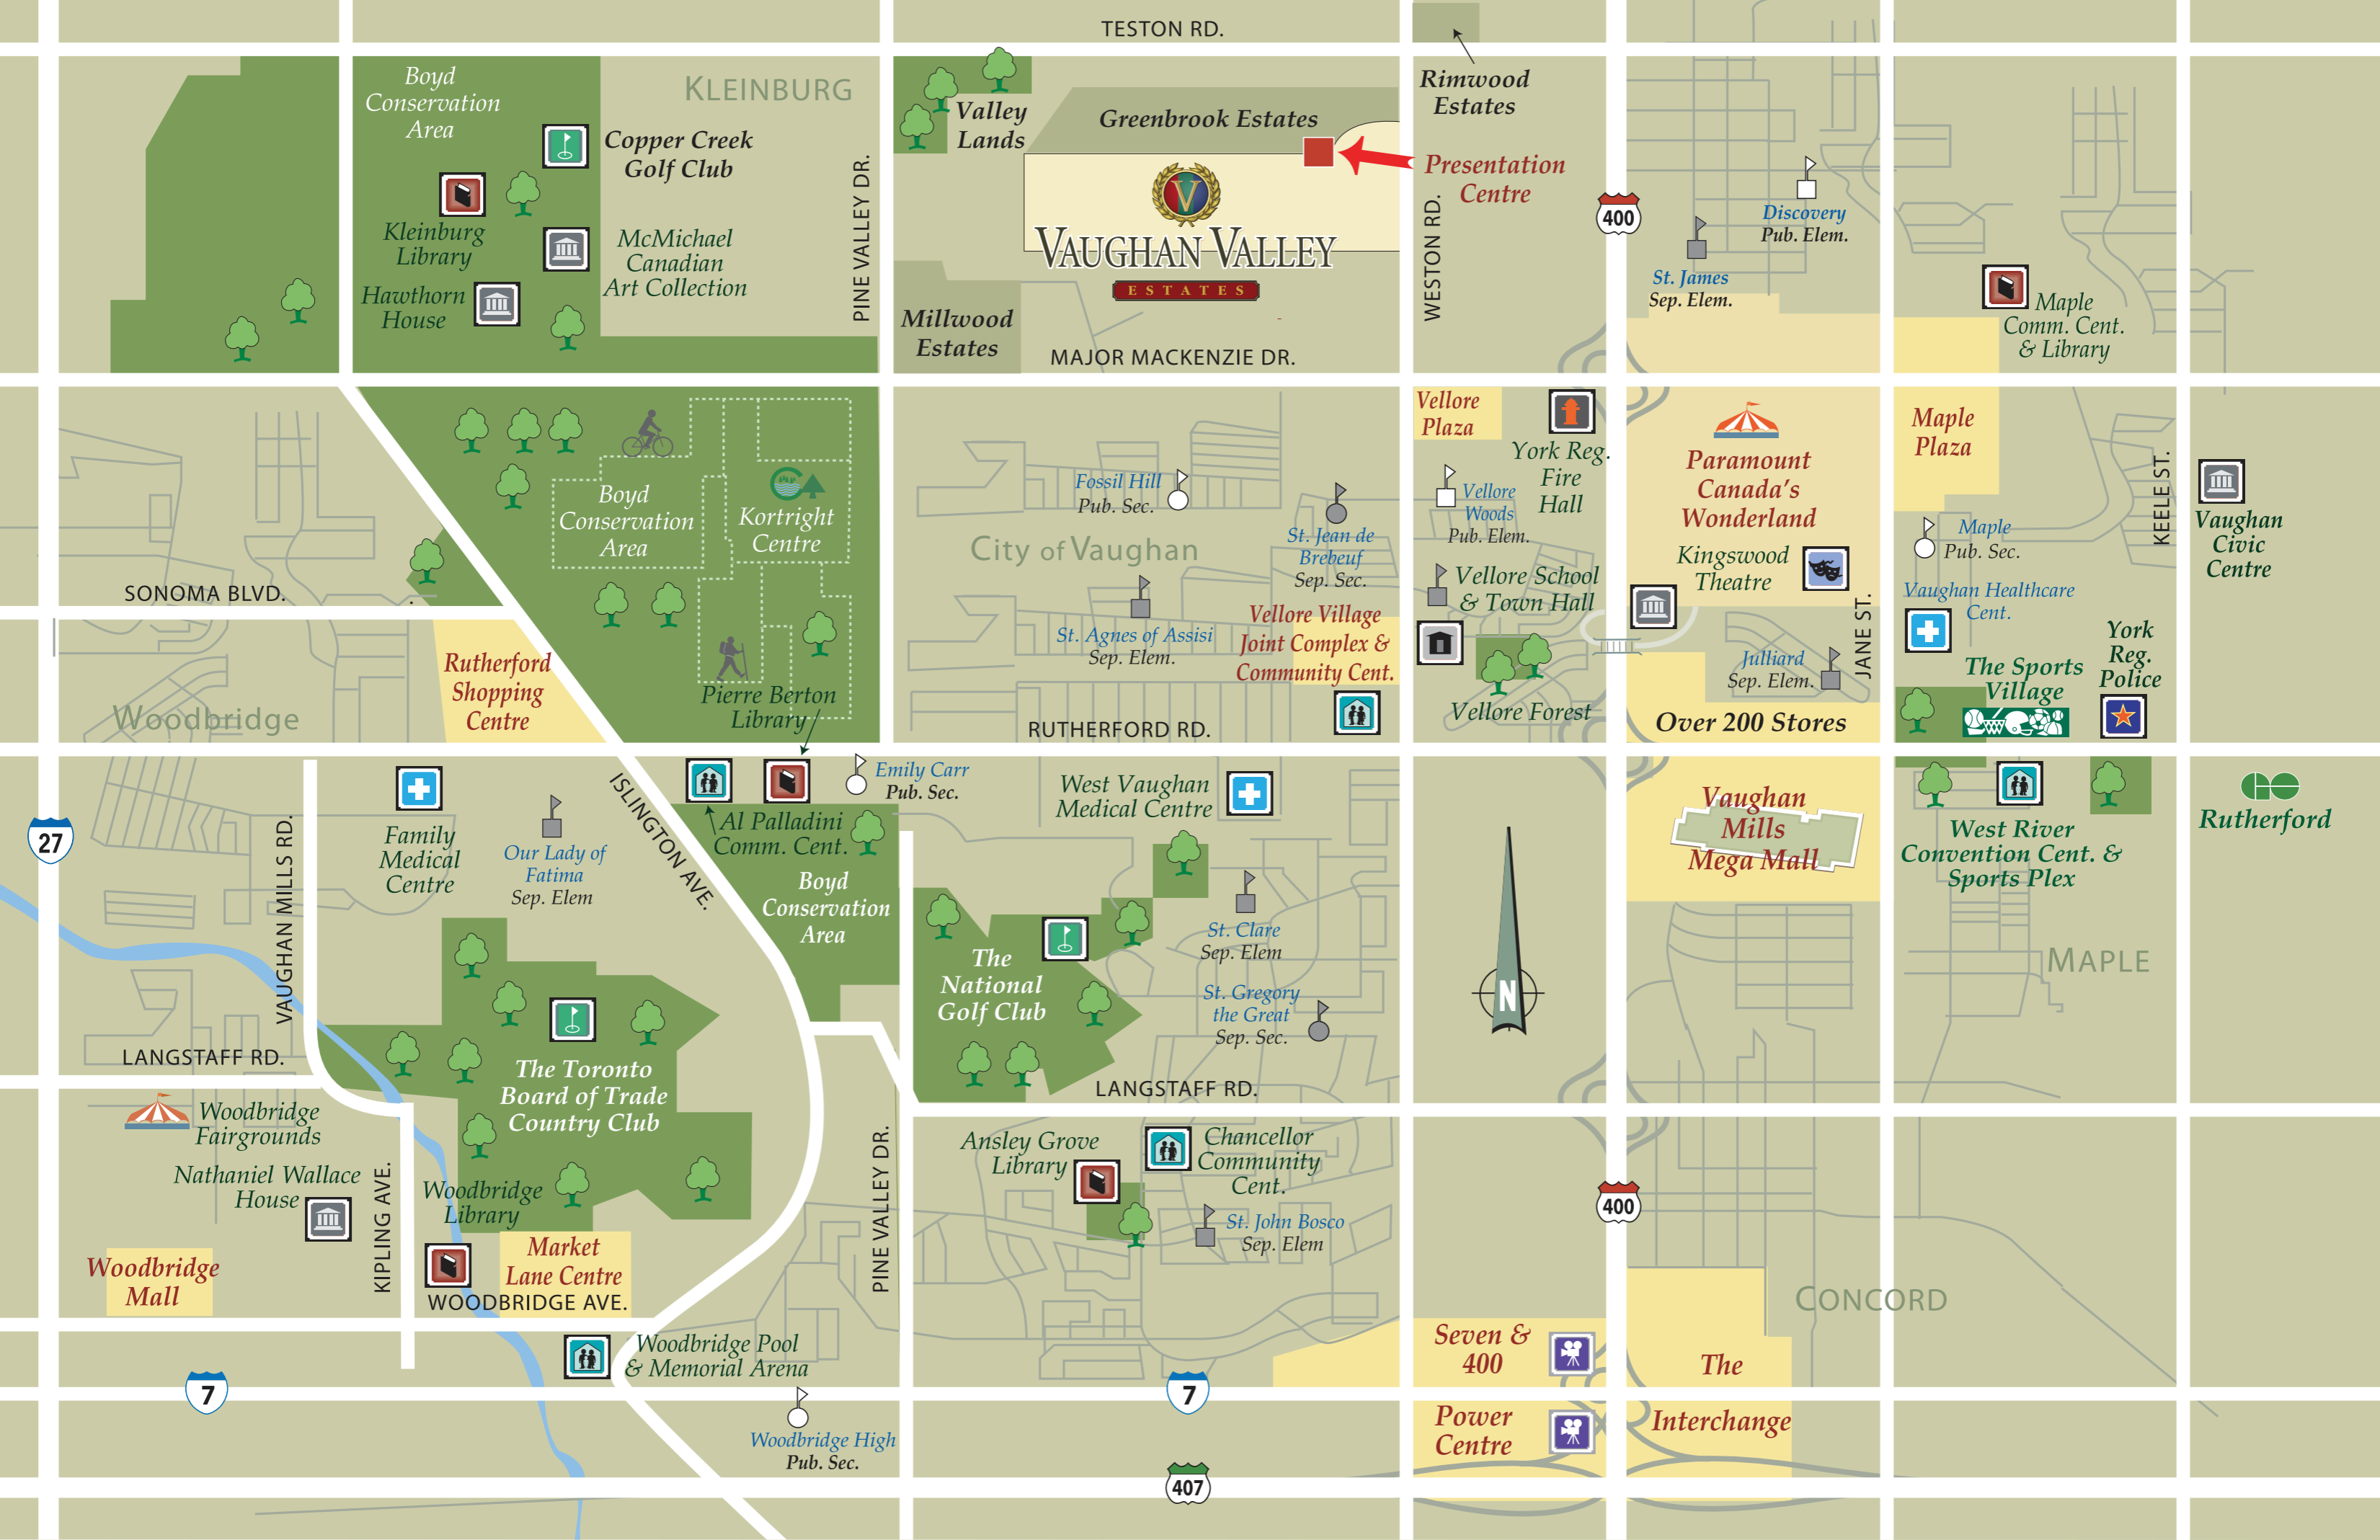 TESTON RD.
Boyd
Conservation
Area
KLEINBURG
Copper Creek
Golf Club
Kleinburg
Library
McMichael
Canadian
Art Collection
Hawthorn
House
PINE VALLEY DR.
Valley
Lands
Greenbrook Estates
V
VAUGHAN VALLEY
ESTATES
Millwood
Estates
MAJOR MACKENZIE DR.
Rimwood
Estates
Presentation
Centre
WESTON RD.
400
Discovery
Pub. Elem.
St. James
Sep. Elem.
Maple
Comm. Cent.
& Library
Boyd
Conservation
Area
Kortright
Centre
SONOMA BLVD.
Rutherford
Shopping
Centre
Woodbridge
Pierre Berton
Library
Fossil Hill
Pub. Sec.
City of Vaughan
St. Jean de
Brebeuf
Sep. Sec.
St. Agnes of Assisi
Sep. Elem.
Vellore Village
Joint Complex &
Community Cent.
RUTHERFORD RD.
Vellore
Plaza
York Reg.
Fire
Hall
Vellore
Woods
Pub. Elem.
Vellore School
& Town Hall
Vellore Forest
Paramount
Canada's
Wonderland
Kingswood
Theatre
Julliard
Sep. Elem.
Over 200 Stores
JANE ST.
Maple
Plaza
Maple
Pub. Sec.
Vaughan Healthcare
Cent.
The Sports
Village
York
Reg.
Police
KEELE ST.
Vaughan
Civic
Centre
27
VAUGHAN MILLS RD.
Family
Medical
Centre
Our Lady of
Fatima
Sep. Elem
ISLINGTON AVE.
Al Palladini
Comm. Cent.
Emily Carr
Pub. Sec.
Boyd
Conservation
Area
West Vaughan
Medical Centre
The
National
Golf Club
St. Clare
Sep. Elem
St. Gregory
the Great
Sep. Sec.
LANGSTAFF RD.
N
Vaughan
Mills
Mega Mall
West River
Convention Cent. &
Sports Plex
GO
Rutherford
MAPLE
LANGSTAFF RD.
The Toronto
Board of Trade
Country Club
Woodbridge
Fairgrounds
Nathaniel Wallace
House
Woodbridge
Mall
KIPLING AVE.
Woodbridge
Library
Market
Lane Centre
WOODBRIDGE AVE.
Woodbridge Pool
& Memorial Arena
PINE VALLEY DR.
Ansley Grove
Library
Chancellor
Community
Cent.
St. John Bosco
Sep. Elem
400
CONCORD
Seven &
400
The
7
7
Woodbridge High
Pub. Sec.
Power
Centre
Interchange
407